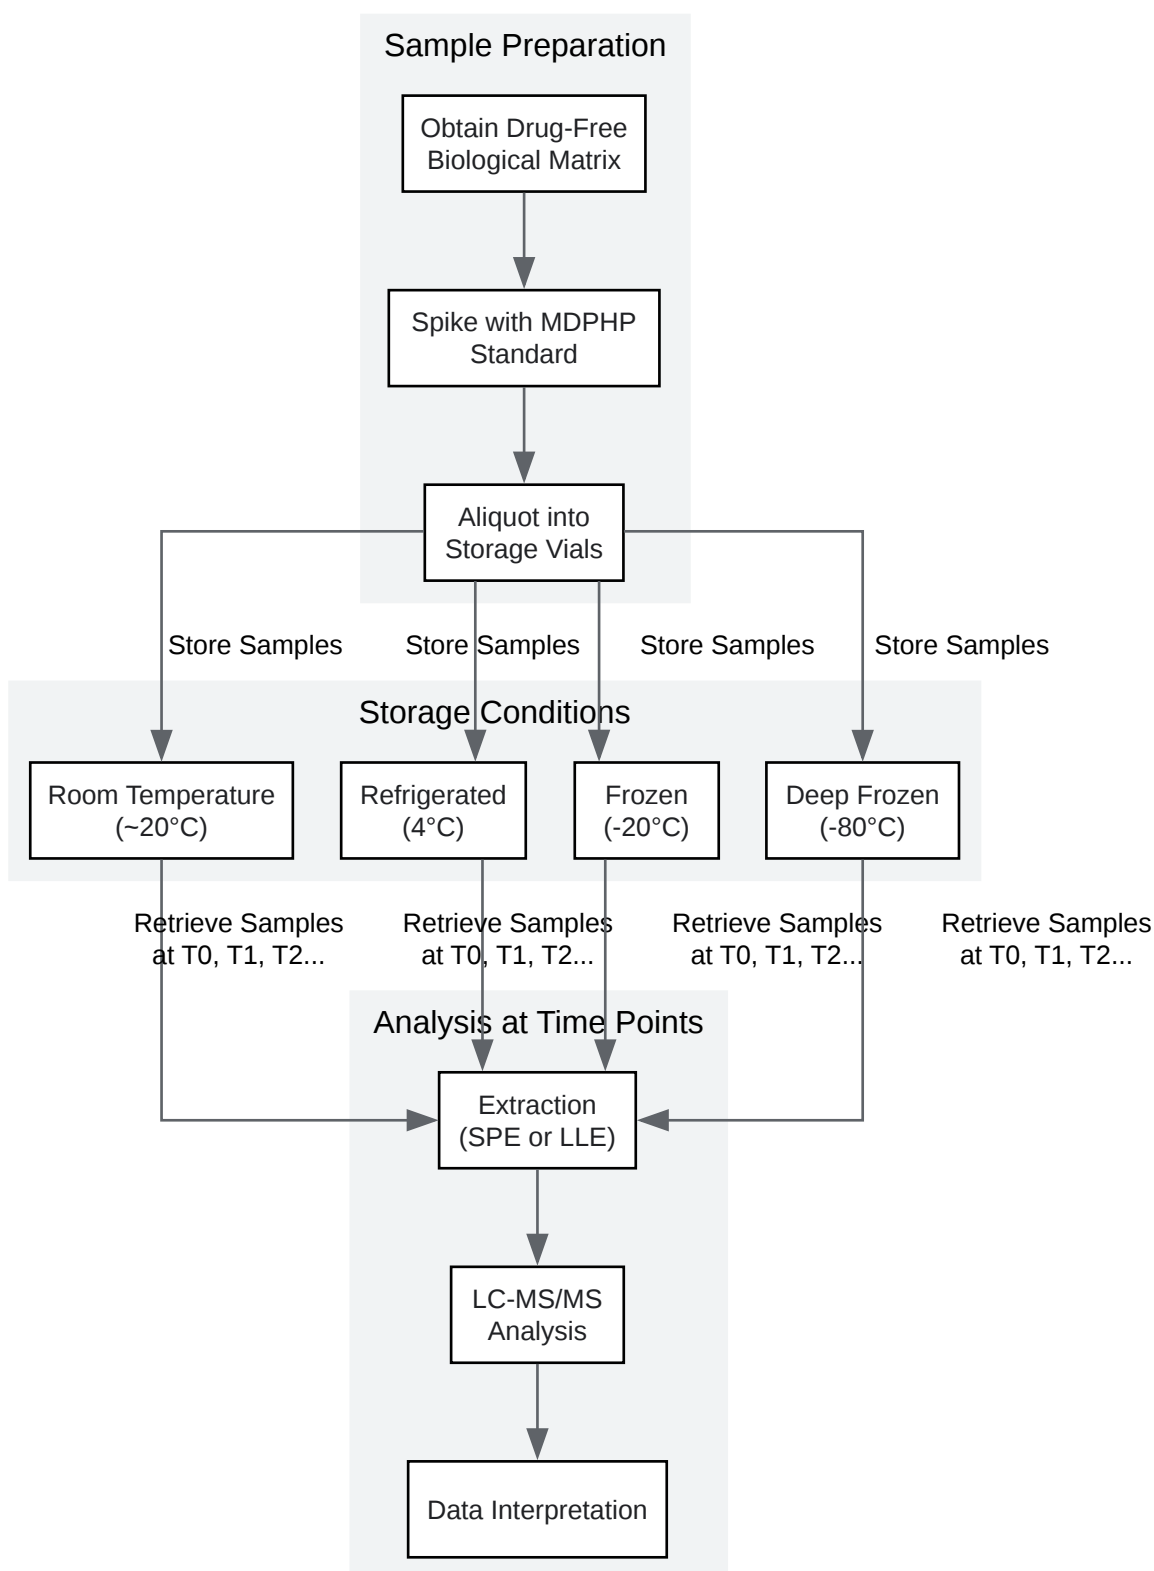 Sample Preparation
Obtain Drug-Free
Biological Matrix
Spike with MDPHP
Standard
Aliquot into
Storage Vials
Store Samples
Store Samples
Store Samples
Store Samples
Storage Conditions
Room Temperature
(~20°C)
Refrigerated
(4°C)
Frozen
(-20°C)
Deep Frozen
(-80°C)
Retrieve Samples
at T0, T1, T2...
Retrieve Samples
at T0, T1, T2...
Retrieve Samples
at T0, T1, T2...
Retrieve Samples
at T0, T1, T2...
Analysis at Time Points
Extraction
(SPE or LLE)
LC-MS/MS
Analysis
Data Interpretation